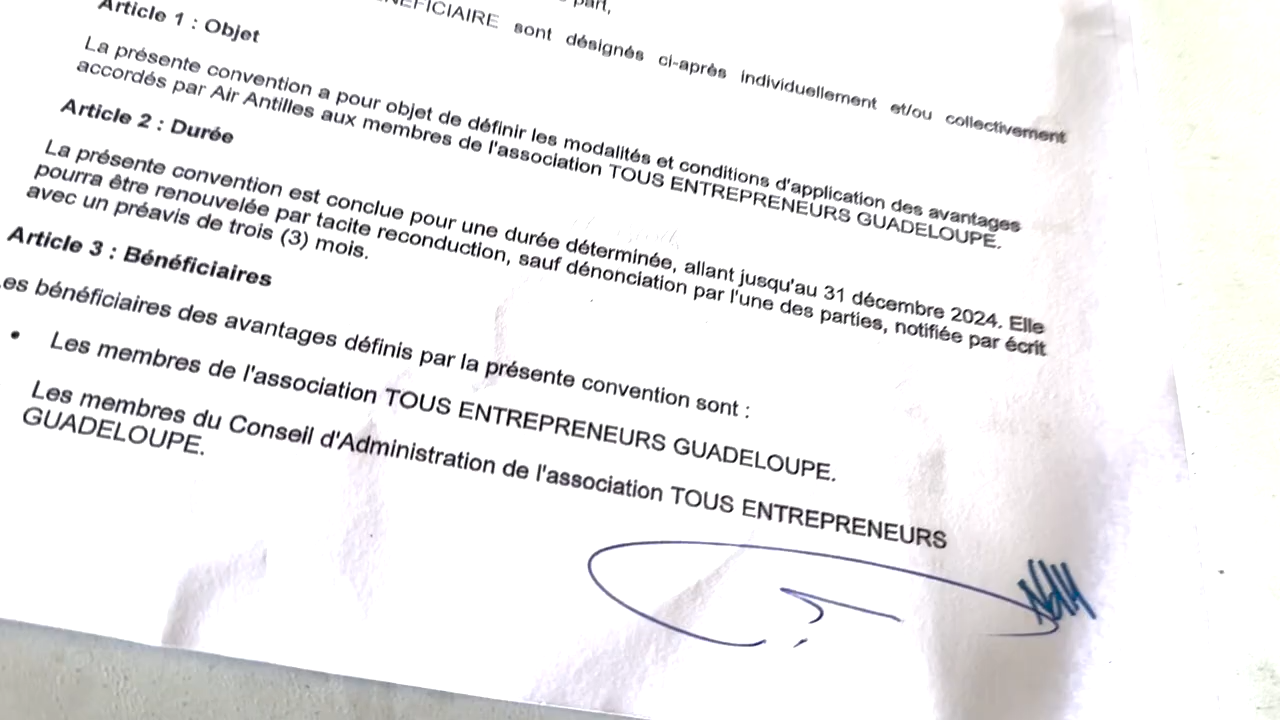 part,
BÉNÉFICIAIRE sont désignés ci-après individuellement et/ou collectivement
Article 1 : Objet
La présente convention a pour objet de définir les modalités et conditions d'application des avantages
accordés par Air Antilles aux membres de l'association TOUS ENTREPRENEURS GUADELOUPE.
Article 2 : Durée
La présente convention est conclue pour une durée déterminée, allant jusqu'au 31 décembre 2024. Elle
pourra être renouvelée par tacite reconduction, sauf dénonciation par l'une des parties, notifiée par écrit
avec un préavis de trois (3) mois.
Article 3 : Bénéficiaires
Les bénéficiaires des avantages définis par la présente convention sont :
• Les membres de l'association TOUS ENTREPRENEURS GUADELOUPE.
Les membres du Conseil d'Administration de l'association TOUS ENTREPRENEURS
GUADELOUPE.